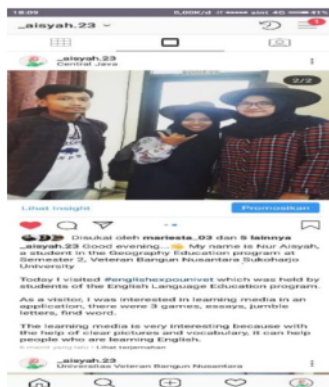 18:09
_aisyah.23
_aisyah.23
Central Java
2/2
Lihat Insight
Promosikan
Disukai oleh mariesta_03 dan 5 lainnya
_aisyah.23 Good evening... My name is Nur Aisyah,
a student in the Geography Education program at
Semester 2, Veteran Bangun Nusantara Sukoharjo
University
Today I visited #englishexpounivet which was held by
students of the English Language Education program.
As a visitor, I was interested in learning media in an
application, there were 3 games, essays, jumble
letters, find word.
The learning media is very interesting because with
the help of clear pictures and vocabulary, it can help
people who are learning English.
yang lalu · Lihat terjemahan
_aisyah.23
Universitas Veteran Bangun Nusantara